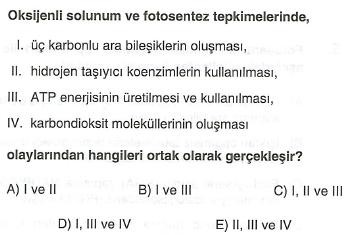 Oksijenli solunum ve fotosentez tepkimelerinde,
I. üç karbonlu ara bileşiklerin oluşması,
II. hidrojen taşıyıcı koenzimlerin kullanılması,
III. ATP enerjisinin üretilmesi ve kullanılması,
IV. karbondioksit moleküllerinin oluşması
olaylarından hangileri ortak olarak gerçekleşir?
A) I ve II B) I ve III C) I, II ve III
D) I, III ve IV E) II, III ve IV